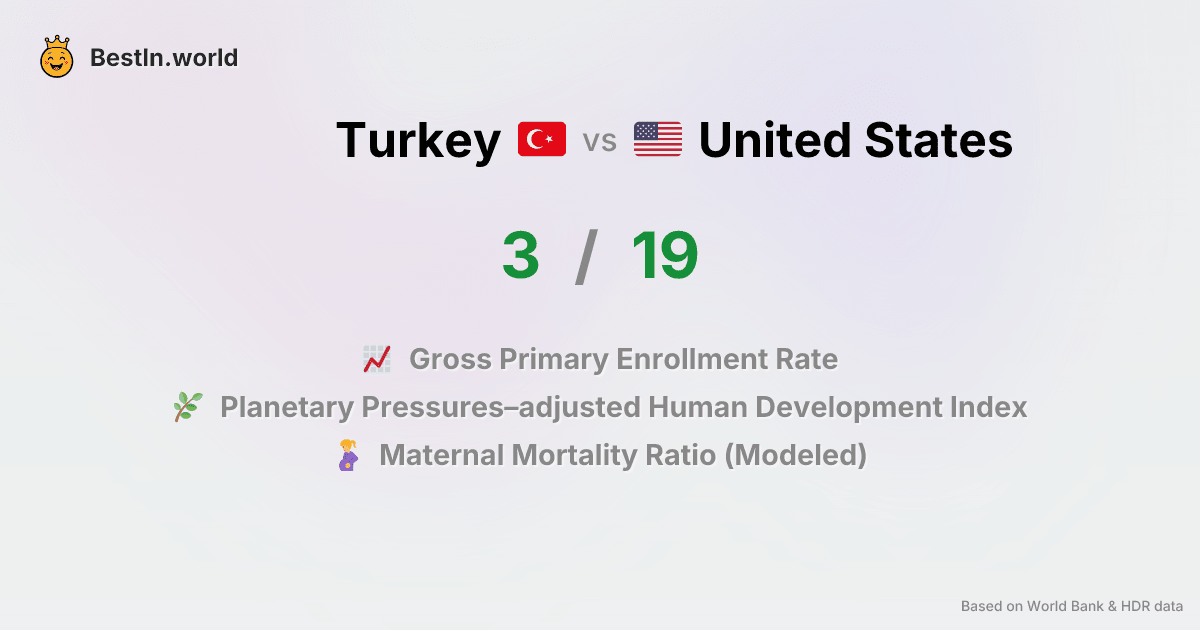 BestIn.world
Turkey vs United States
3 / 19
Gross Primary Enrollment Rate
Planetary Pressures–adjusted Human Development Index
Maternal Mortality Ratio (Modeled)
Based on World Bank & HDR data